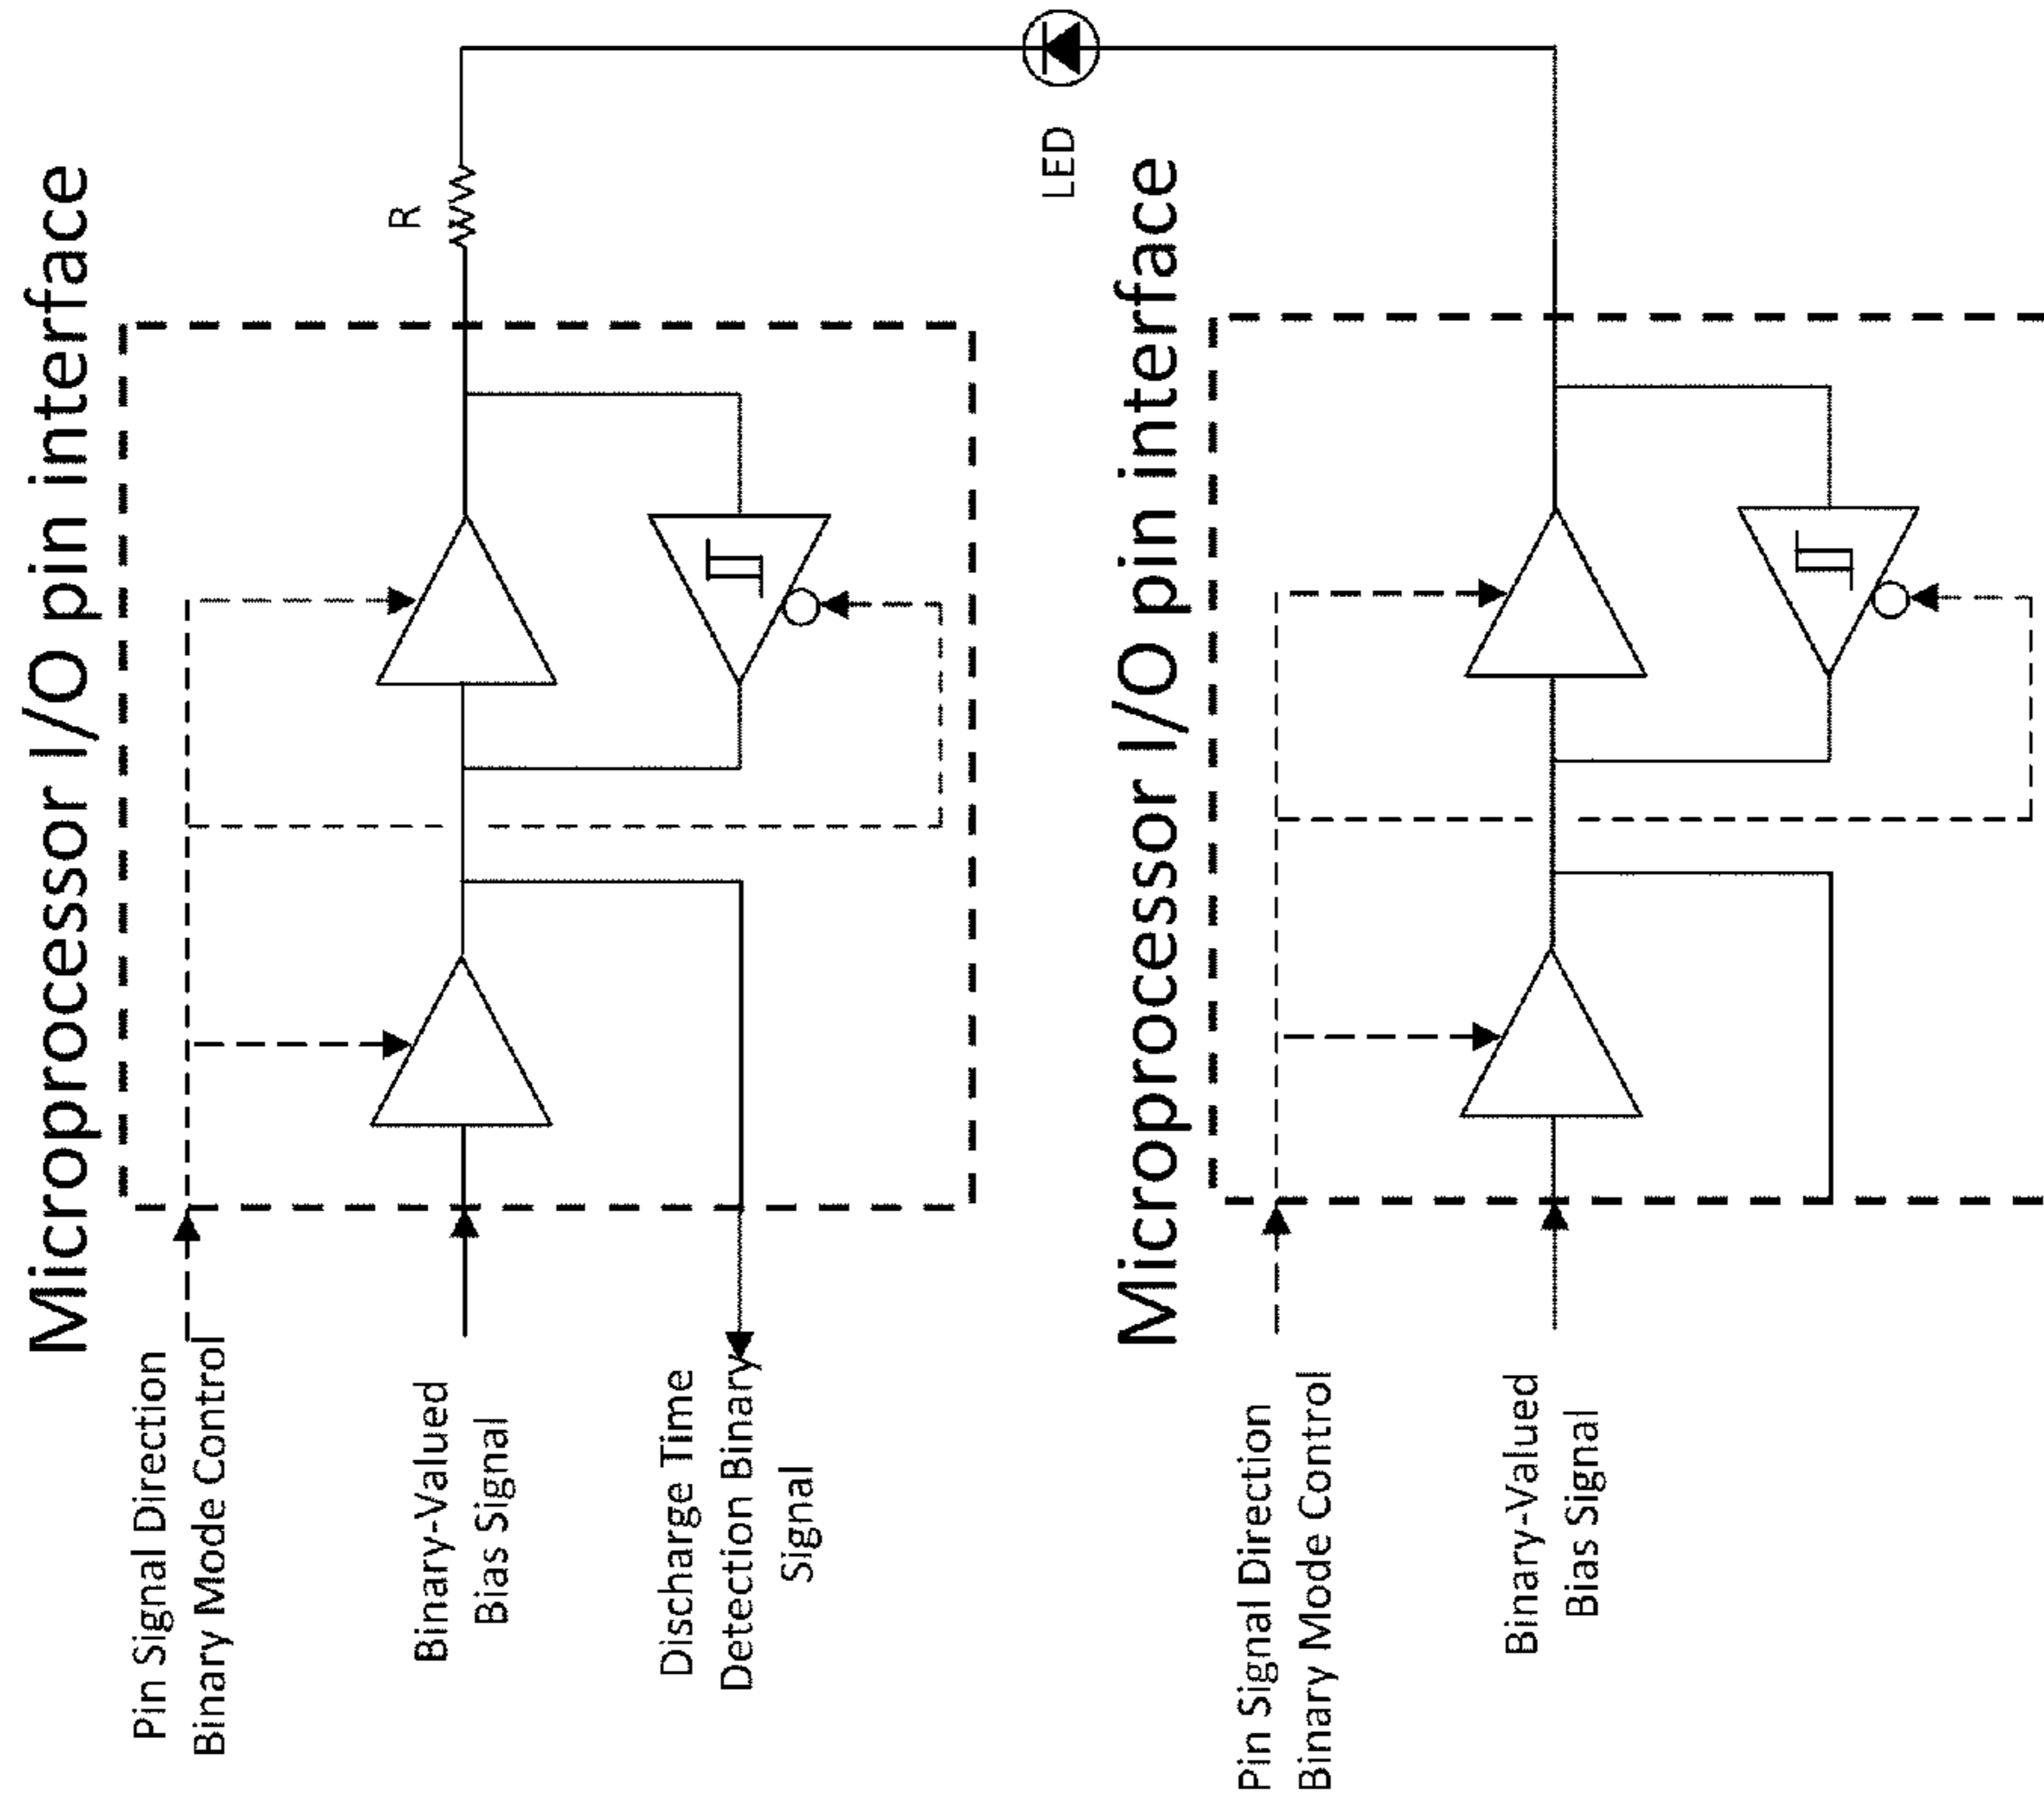 Microprocessor I/O pin interface
Pin Signal Direction
Binary Mode Control
Binary-Valued
Bias Signal
Discharge Time
Detection Binary
Signal
R
LED
Microprocessor I/O pin interface
Pin Signal Direction
Binary Mode Control
Binary-Valued
Bias Signal